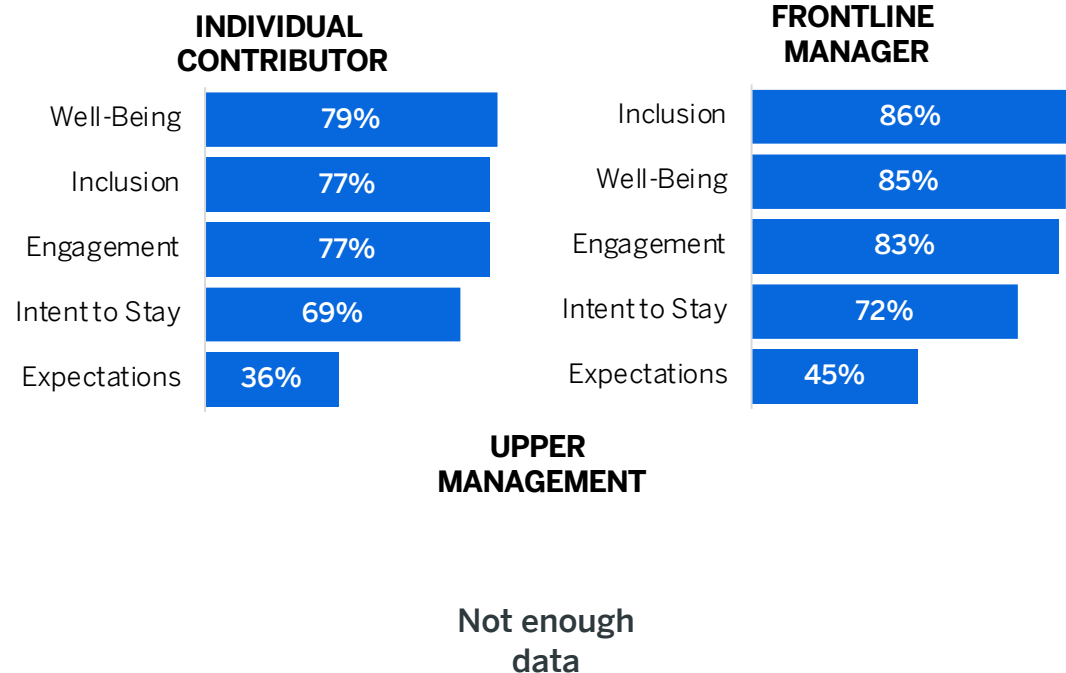 INDIVIDUAL
CONTRIBUTOR
Well-Being 79%
Inclusion 77%
Engagement 77%
Intent to Stay 69%
Expectations 36%
FRONTLINE
MANAGER
Inclusion 86%
Well-Being 85%
Engagement 83%
Intent to Stay 72%
Expectations 45%
UPPER
MANAGEMENT
Not enough
data